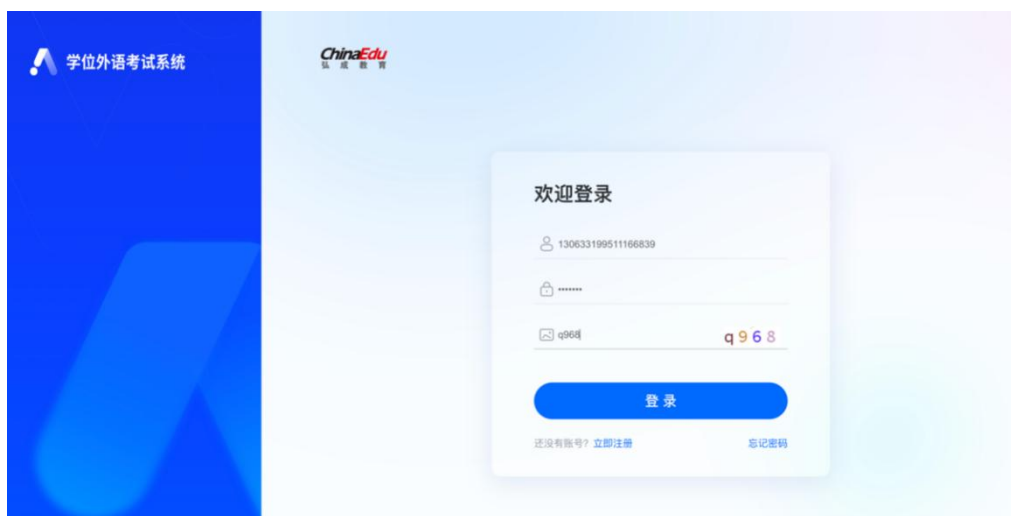 学位外语考试系统
ChinaEdu
弘成教育
欢迎登录
130633199511166839
•••••••
q968
q968
登录
还没有账号? 立即注册
忘记密码